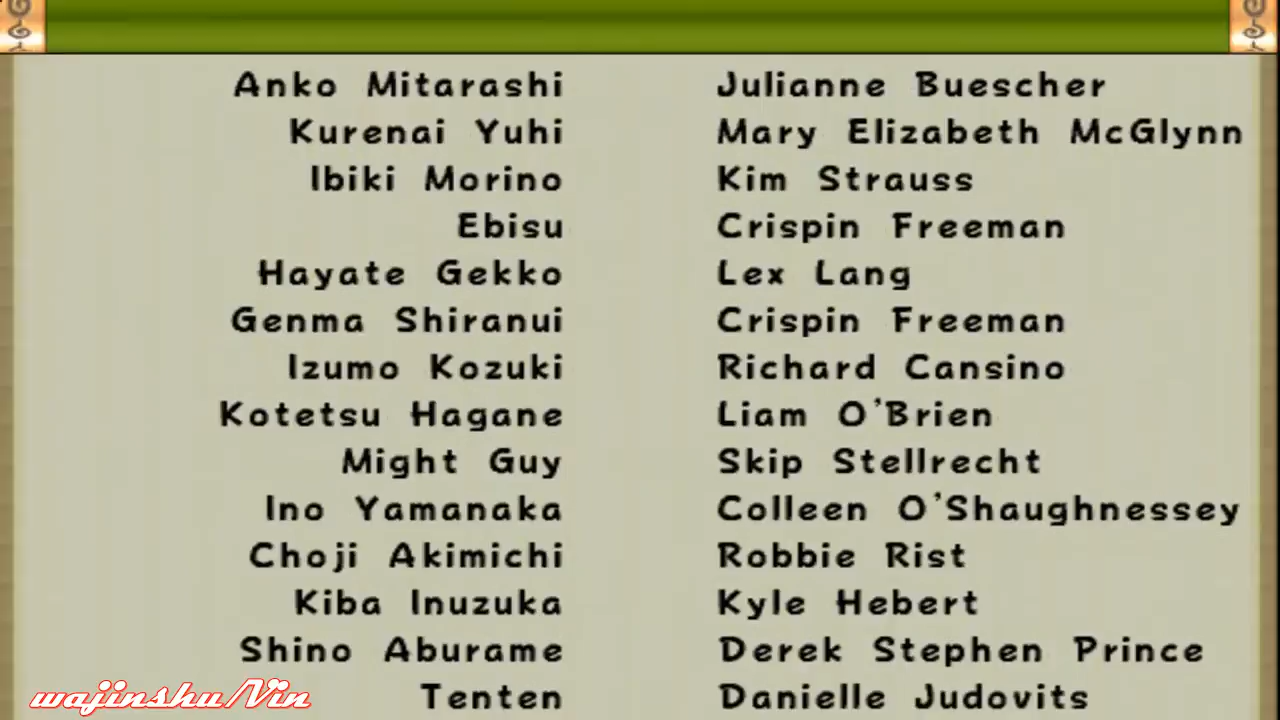 Anko Mitarashi Julianne Buescher
Kurenai Yuhi Mary Elizabeth McGlynn
Ibiki Morino Kim Strauss
Ebisu Crispin Freeman
Hayate Gekko Lex Lang
Genma Shiranui Crispin Freeman
Izumo Kozuki Richard Cansino
Kotetsu Hagane Liam O'Brien
Might Guy Skip Stellrecht
Ino Yamanaka Colleen O'Shaughnessey
Choji Akimichi Robbie Rist
Kiba Inuzuka Kyle Hebert
Shino Aburame Derek Stephen Prince
Tenten Danielle Judovits
wajinshu/Vin